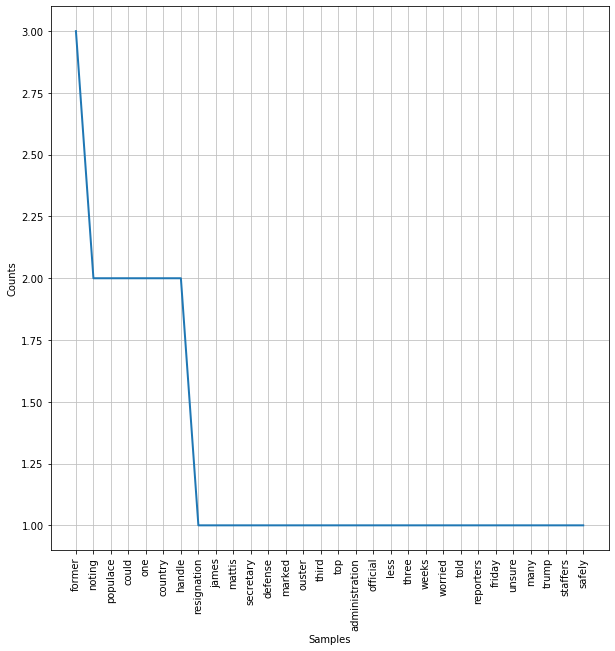 3.00
2.75
2.50
2.25
2.00
1.75
1.50
1.25
1.00
Counts
former
noting
populace
could
one
country
handle
resignation
james
mattis
secretary
defense
marked
ouster
third
top
administration
official
less
three
weeks
worried
told
reporters
friday
unsure
many
trump
staffers
safely
Samples